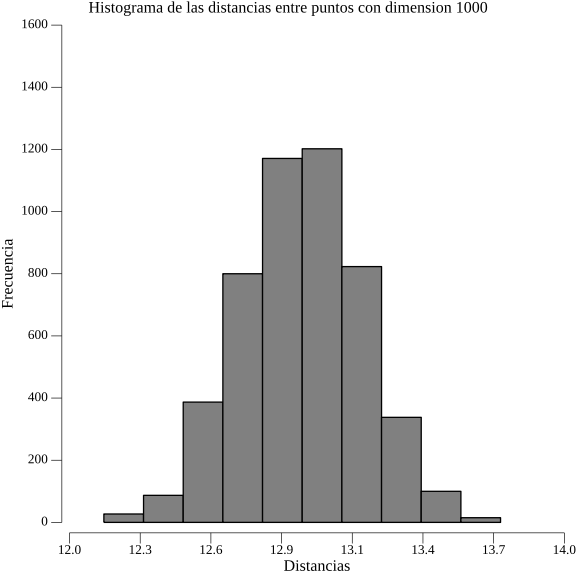 Histograma de las distancias entre puntos con dimension 1000
1600
1400
1200
1000
800
600
400
200
0
Frecuencia
12.0 12.3 12.6 12.9 13.1 13.4 13.7 14.0
Distancias